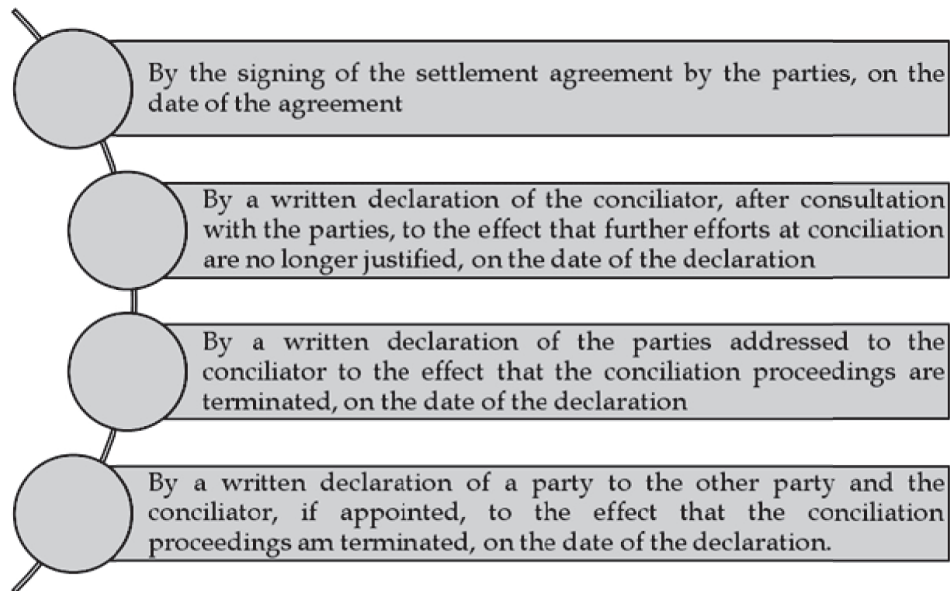 By the signing of the settlement agreement by the parties, on the
date of the agreement
By a written declaration of the conciliator, after consultation
with the parties, to the effect that further efforts at conciliation
are no longer justified, on the date of the declaration
By a written declaration of the parties addressed to the
conciliator to the effect that the conciliation proceedings are
terminated, on the date of the declaration
By a written declaration of a party to the other party and the
conciliator, if appointed, to the effect that the conciliation
proceedings am terminated, on the date of the declaration.